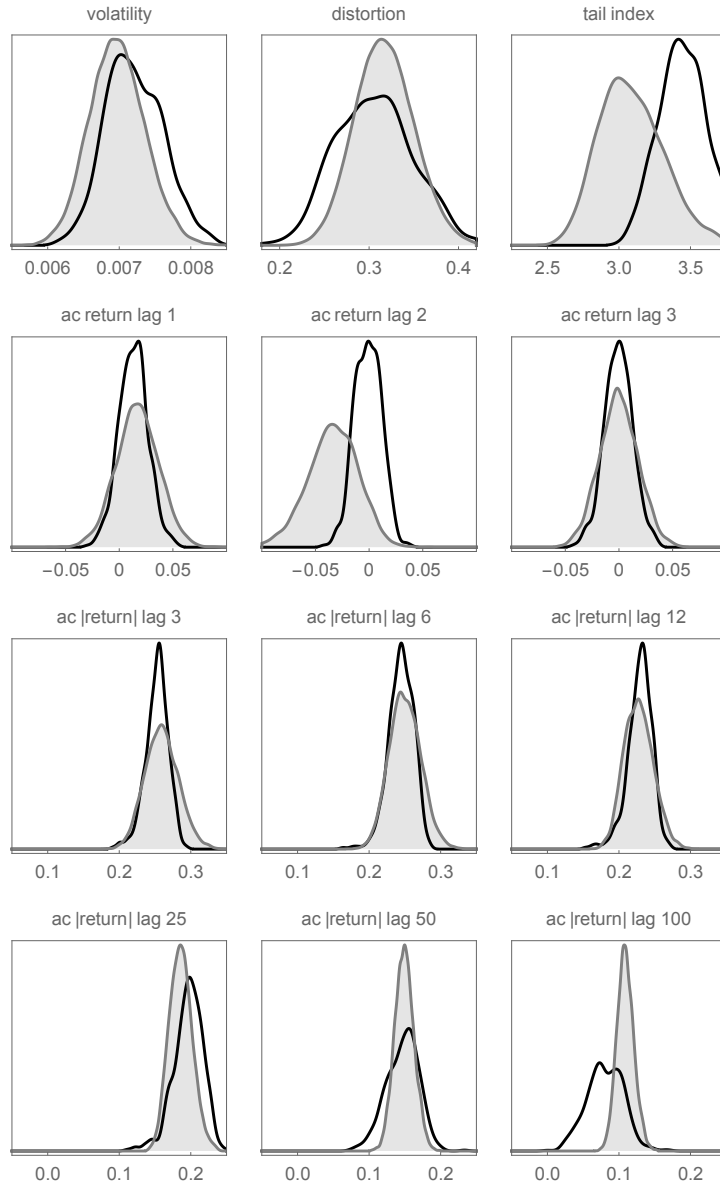 volatility distortion tail index
0.006 0.007 0.008 0.2 0.3 0.4 2.5 3.0 3.5
ac return lag 1 ac return lag 2 ac return lag 3
−0.05 0 0.05 −0.05 0 0.05 −0.05 0 0.05
ac |return| lag 3 ac |return| lag 6 ac |return| lag 12
0.1 0.2 0.3 0.1 0.2 0.3 0.1 0.2 0.3
ac |return| lag 25 ac |return| lag 50 ac |return| lag 100
0.0 0.1 0.2 0.0 0.1 0.2 0.0 0.1 0.2